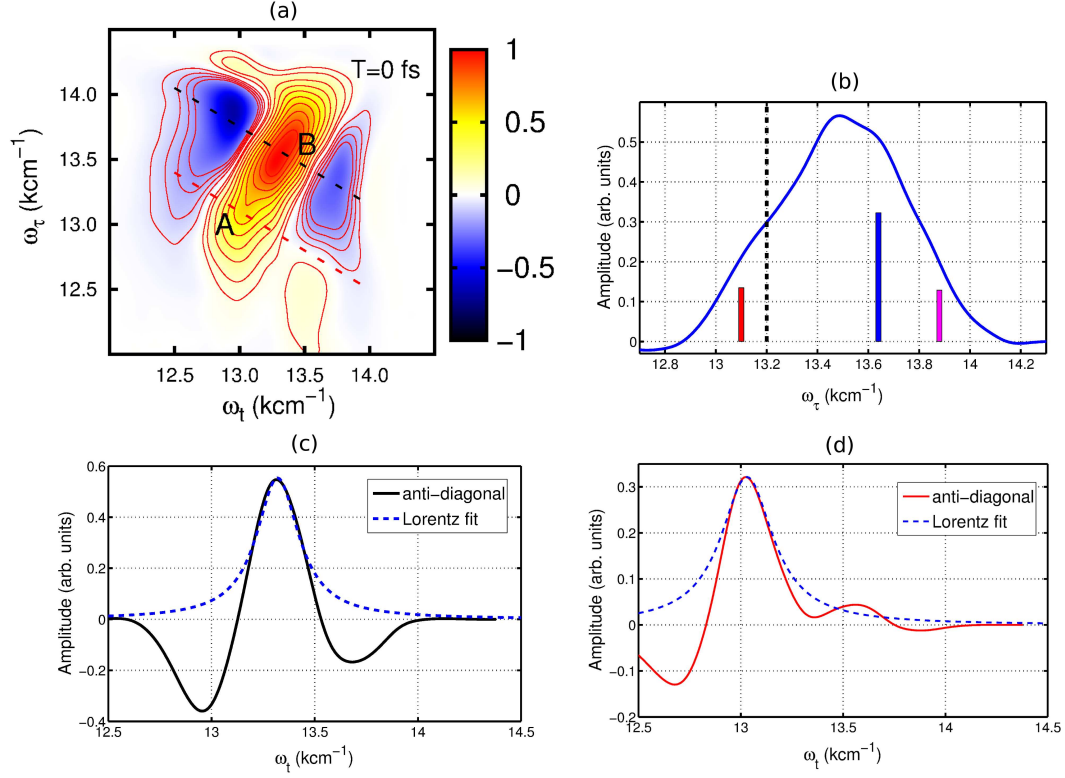 (a)
T=0 fs
14.0
13.5
13.0
12.5
ω_τ (kcm⁻¹)
B
A
12.5 13.0 13.5 14.0
ω_t (kcm⁻¹)
1
0.5
0
−0.5
−1
(b)
0.5
0.4
0.3
0.2
0.1
0
Amplitude (arb. units)
12.8 13 13.2 13.4 13.6 13.8 14 14.2
ω_τ (kcm⁻¹)
(c)
0.6
0.4
0.2
0
−0.2
−0.4
Amplitude (arb. units)
anti−diagonal
Lorentz fit
12.5 13 13.5 14 14.5
ω_t (kcm⁻¹)
(d)
0.3
0.2
0.1
0
−0.1
−0.2
Amplitude (arb. units)
anti−diagonal
Lorentz fit
12.5 13 13.5 14 14.5
ω_t (kcm⁻¹)